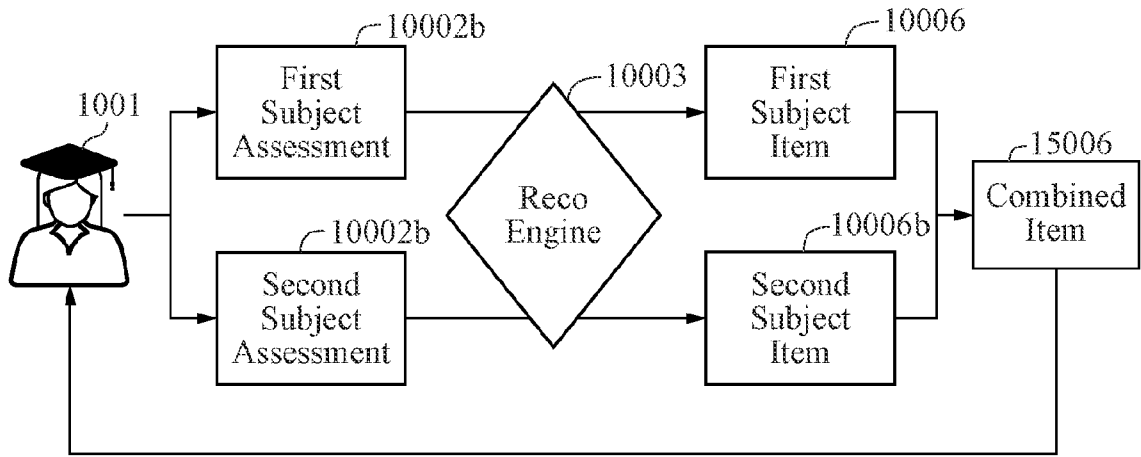 10002b
First
Subject
Assessment
1001
10002b
Second
Subject
Assessment
10003
Reco
Engine
10006
First
Subject
Item
10006b
Second
Subject
Item
15006
Combined
Item